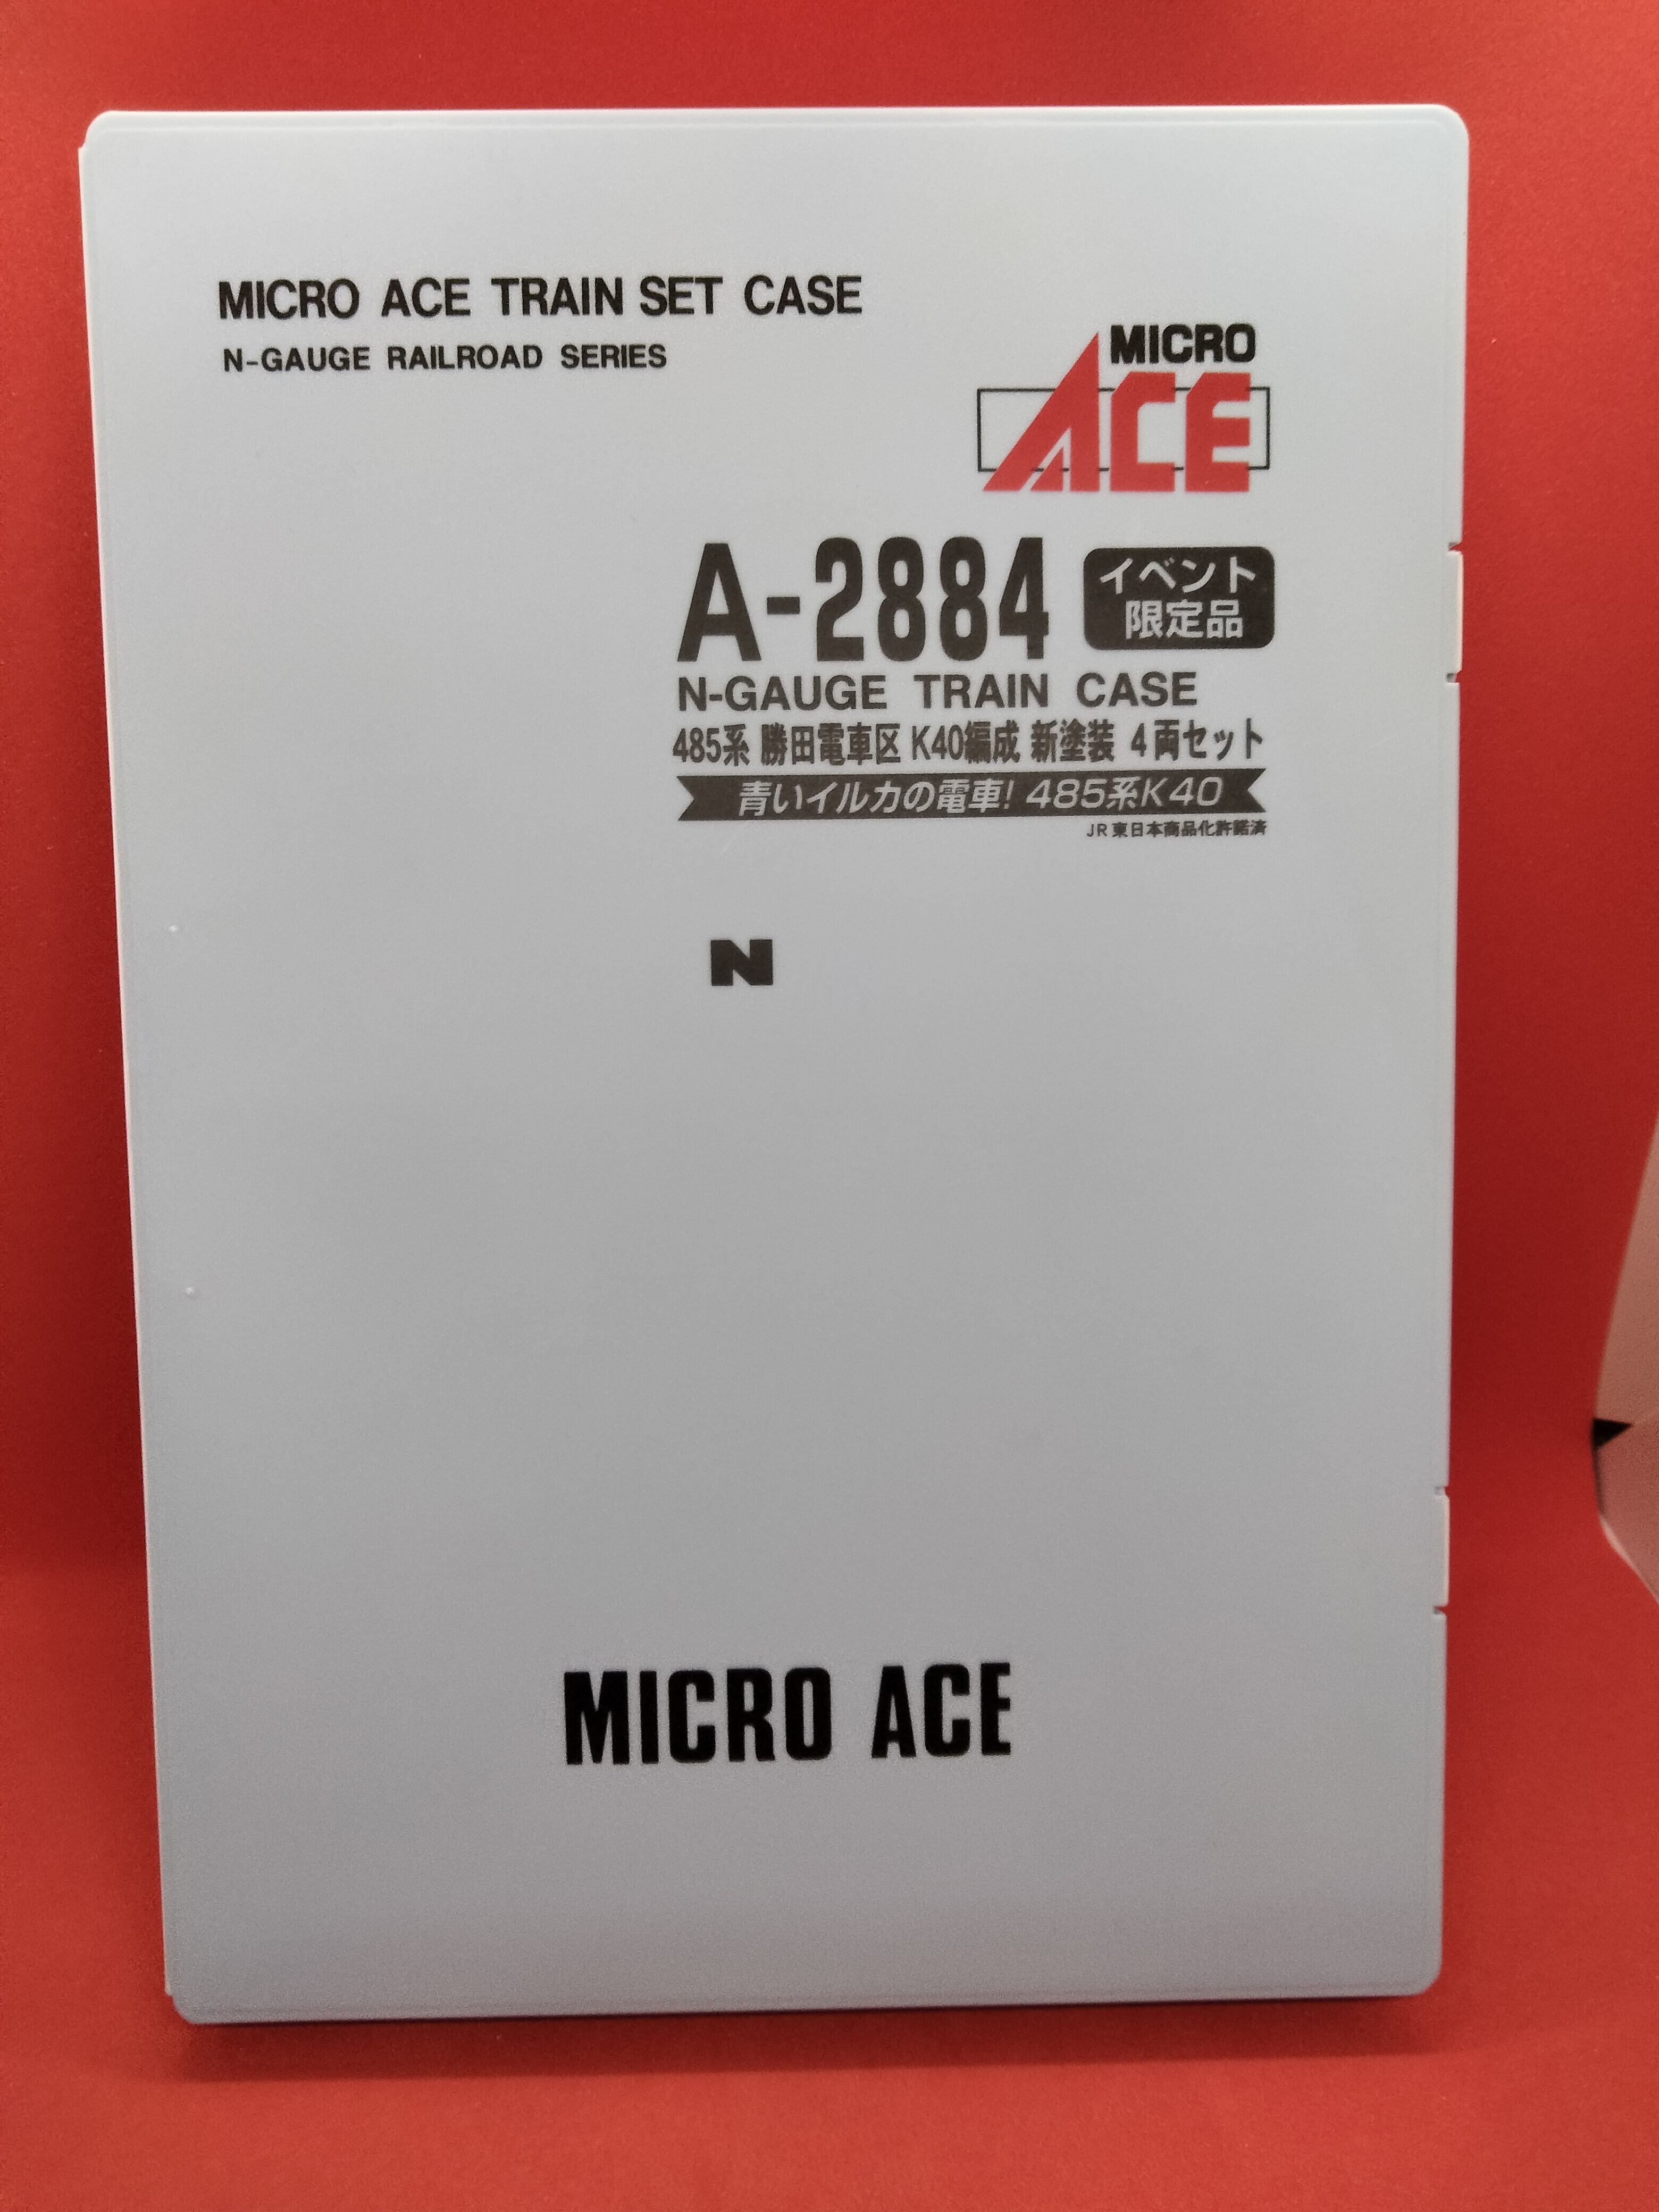 MICRO ACE TRAIN SET CASE
N-GAUGE RAILROAD SERIES
MICRO
ACE
A-2884
イベント
限定品
N-GAUGE TRAIN CASE
485系 勝田電車区 K40編成 新塗装 4両セット
青いイルカの電車! 485系K40
JR東日本商品化許諾済
N
MICRO ACE